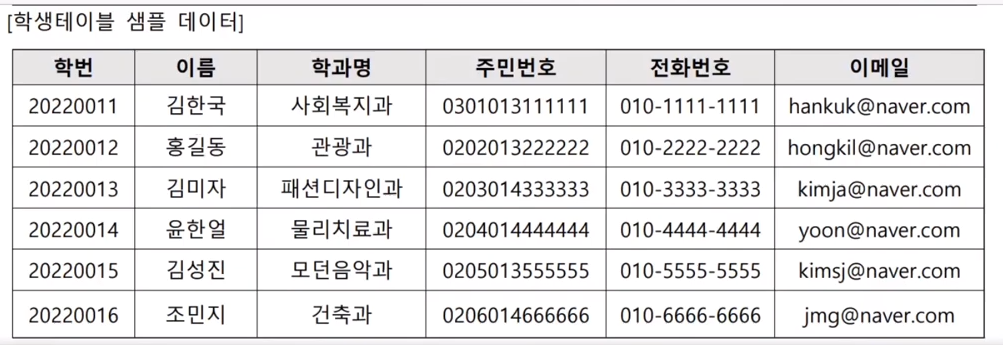 [학생테이블 샘플 데이터]
학번 이름 학과명 주민번호 전화번호 이메일
20220011 김한국 사회복지과 0301013111111 010-1111-1111 hankuk@naver.com
20220012 홍길동 관광과 0202013222222 010-2222-2222 hongkil@naver.com
20220013 김미자 패션디자인과 0203014333333 010-3333-3333 kimja@naver.com
20220014 윤한얼 물리치료과 0204014444444 010-4444-4444 yoon@naver.com
20220015 김성진 모던음악과 0205013555555 010-5555-5555 kimsj@naver.com
20220016 조민지 건축과 0206014666666 010-6666-6666 jmg@naver.com